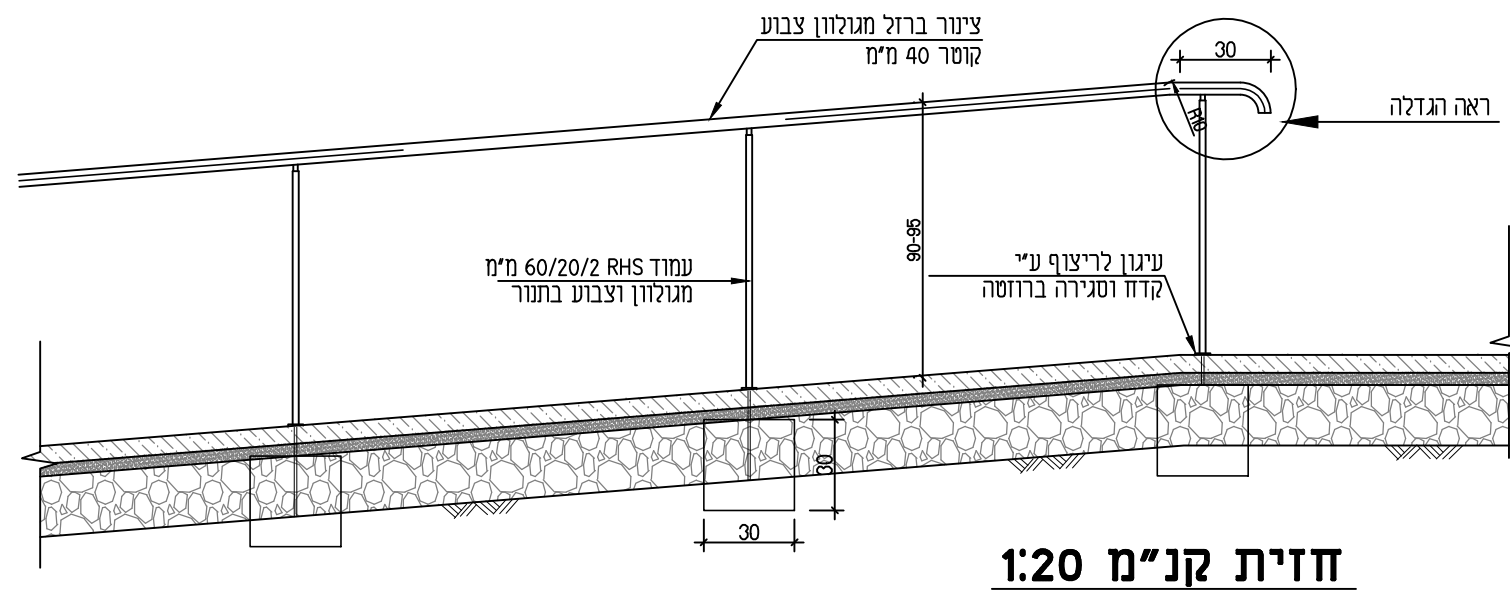 צינור ברזל מגולוון צבוע
קוטר 40 מ"מ
30
ראה הגדלה
R10
90-95
עמוד RHS 60/20/2 מ"מ
מגולוון וצבוע בתנור
עיגון לריצוף ע"י
קדח וסגירה ברוזטה
30
30
חזית קנ"מ 1:20